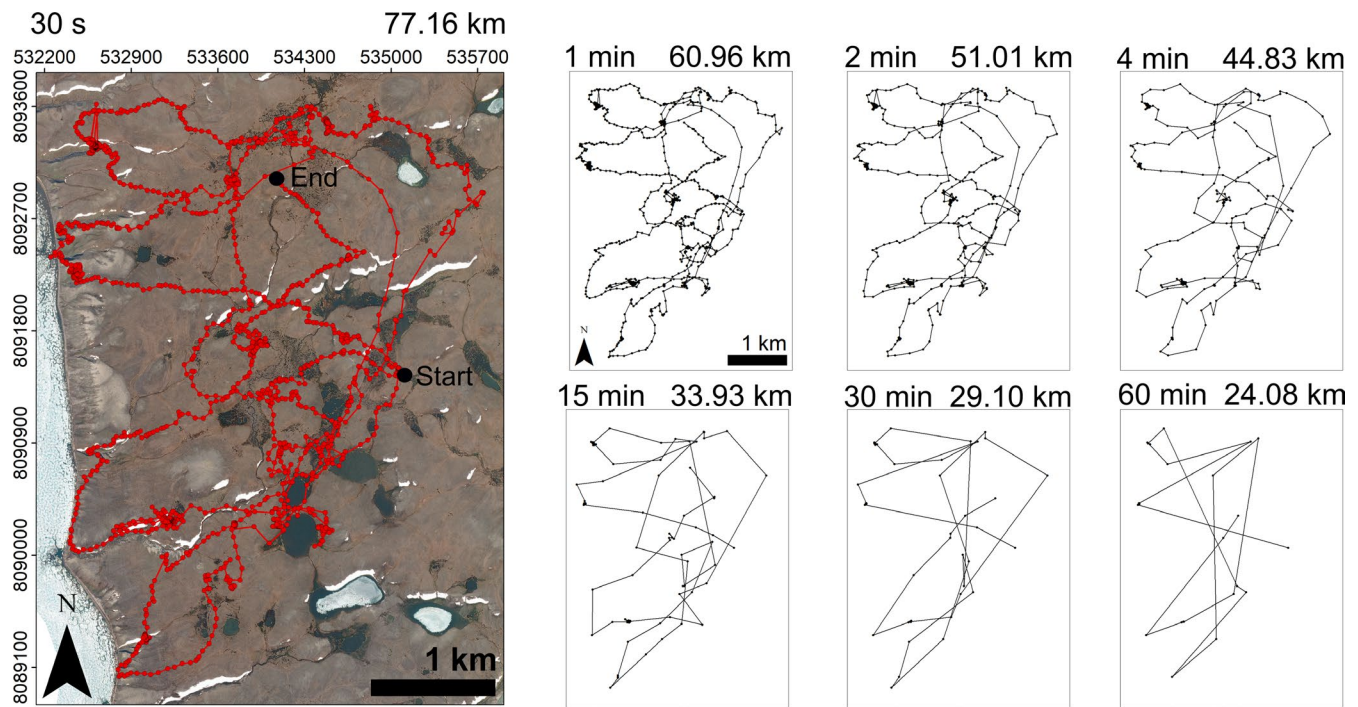 30 s 77.16 km
532200 532900 533600 534300 535000 535700
8093600
8092700
8091800
8090900
8090000
8089100
End
Start
N
1 km
1 min 60.96 km
N
1 km
2 min 51.01 km
4 min 44.83 km
15 min 33.93 km
30 min 29.10 km
60 min 24.08 km